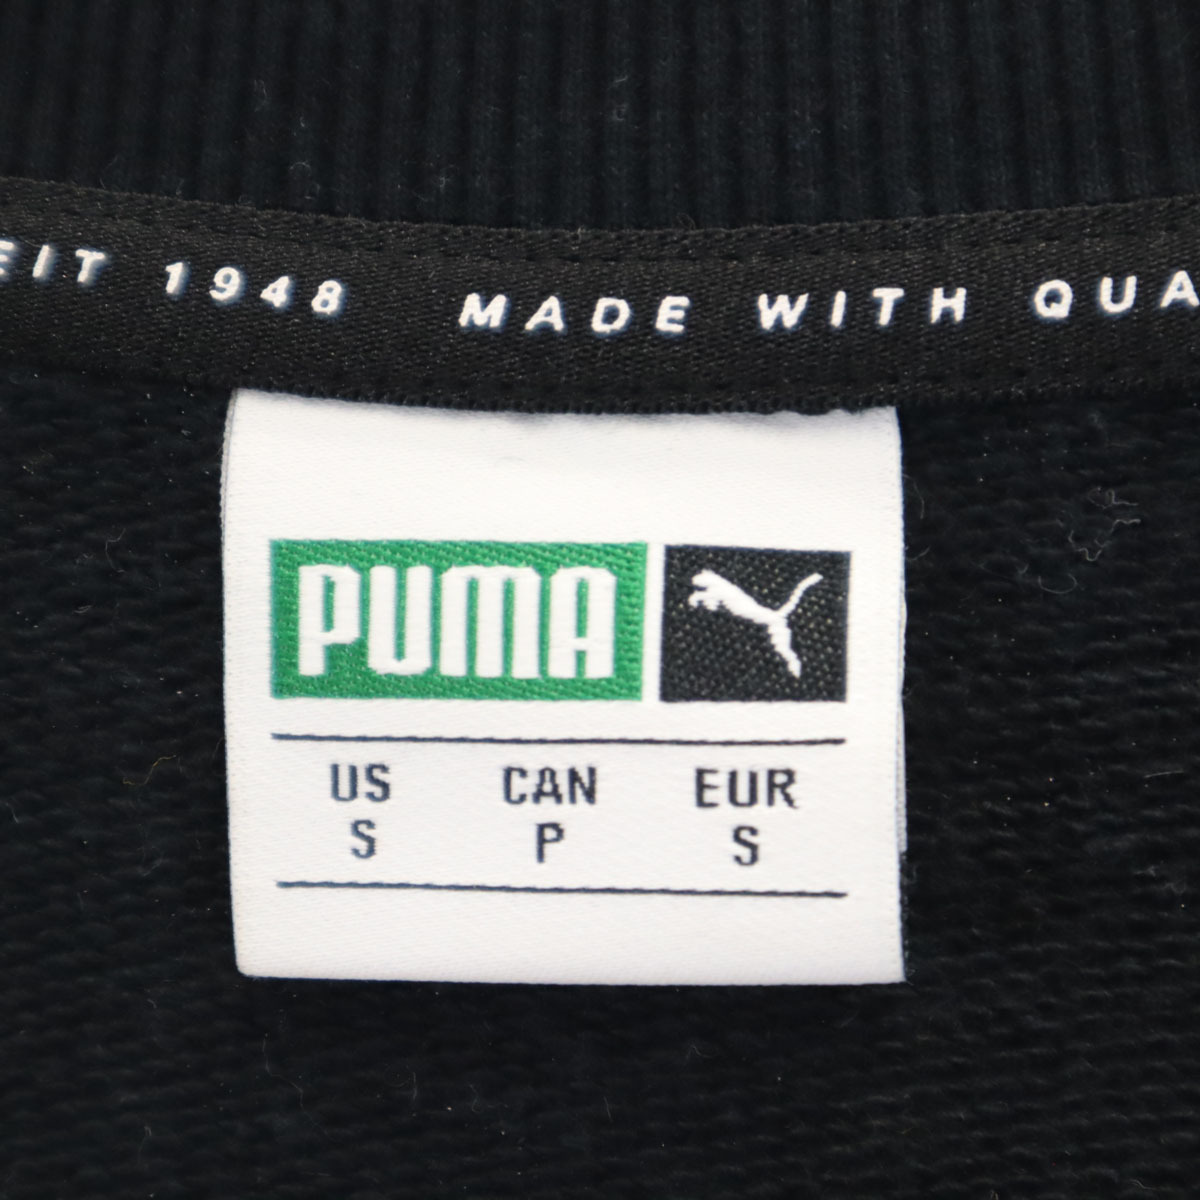 EIT 1948 MADE WITH QUA
PUMA
US CAN EUR
S P S